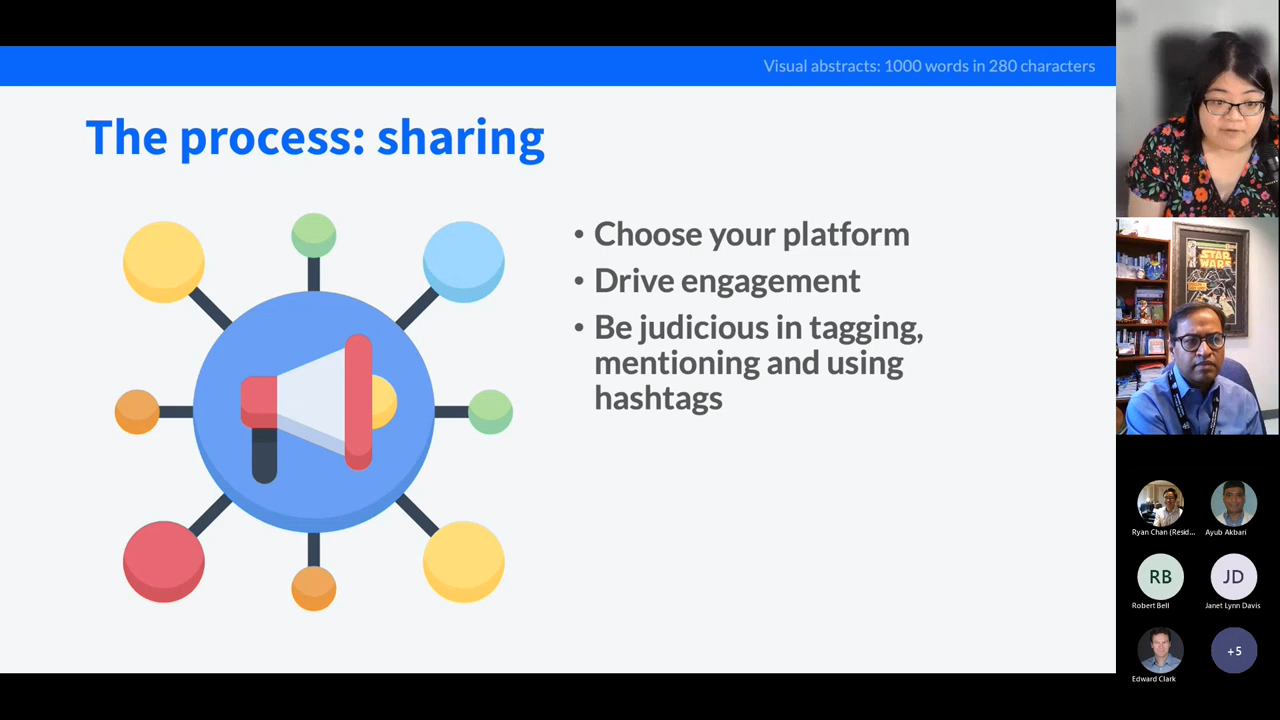 Visual abstracts: 1000 words in 280 characters
The process: sharing
• Choose your platform
• Drive engagement
• Be judicious in tagging,
mentioning and using
hashtags
STAR
WARS
Ryan Chan (Resid...
Ayub Akbari
RB
JD
Robert Bell
Janet Lynn Davis
+5
Edward Clark